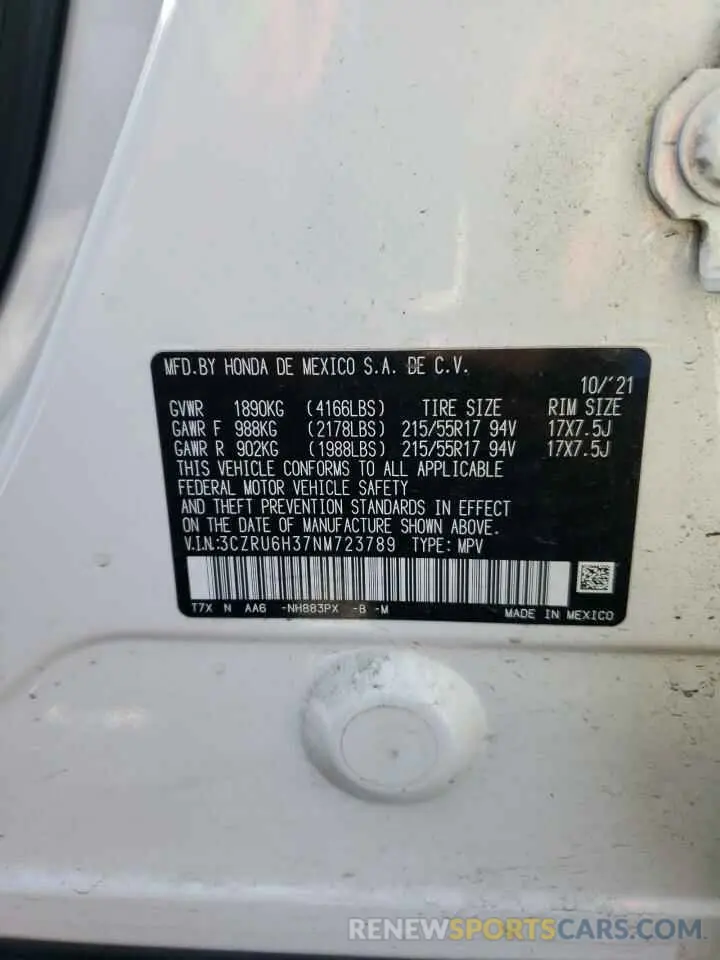 MFD.BY HONDA DE MEXICO S.A. DE C.V.
10/'21
GVWR 1890KG (4166LBS) TIRE SIZE RIM SIZE
GAWR F 988KG (2178LBS) 215/55R17 94V 17X7.5J
GAWR R 902KG (1988LBS) 215/55R17 94V 17X7.5J
THIS VEHICLE CONFORMS TO ALL APPLICABLE
FEDERAL MOTOR VEHICLE SAFETY
AND THEFT PREVENTION STANDARDS IN EFFECT
ON THE DATE OF MANUFACTURE SHOWN ABOVE.
V.I.N.:3CZRU6H37NM723789 TYPE: MPV
T7X N AA6 -NH883PX -B -M MADE IN MEXICO
RENEWSPORTSCARS.COM